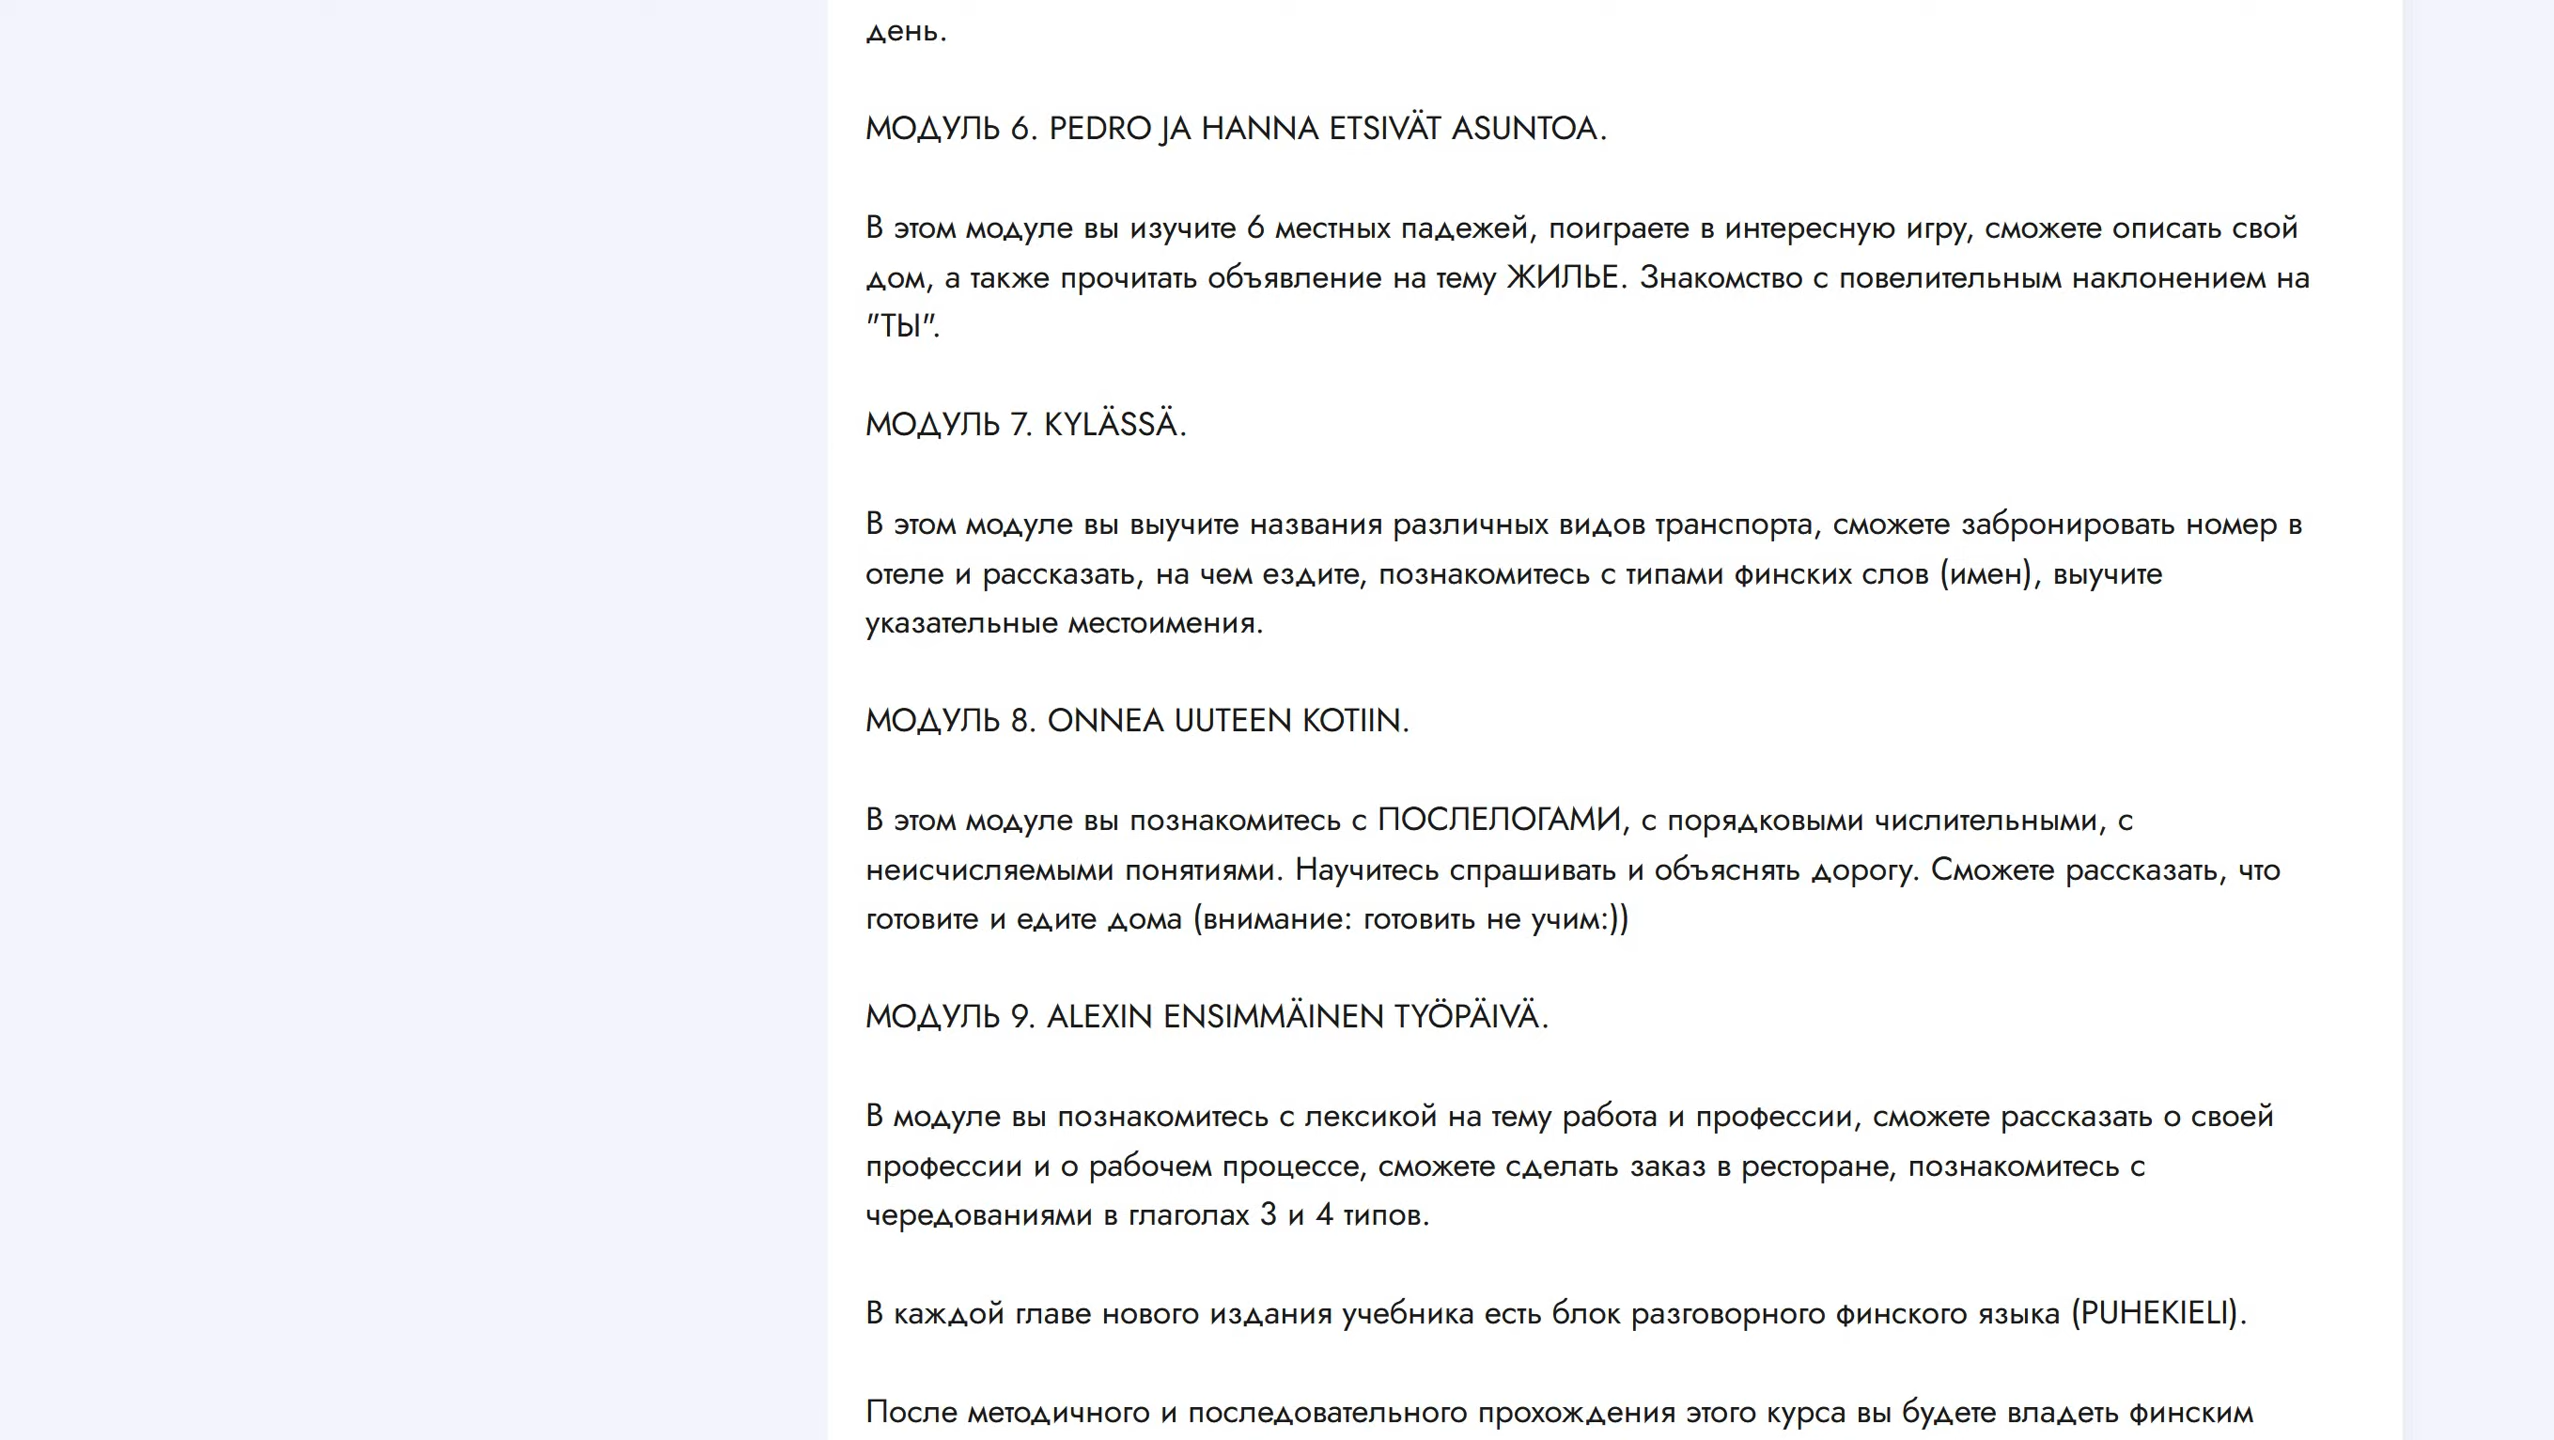 день.
МОДУЛЬ 6. PEDRO JA HANNA ETSIVÄT ASUNTOA.
В этом модуле вы изучите 6 местных падежей, поиграете в интересную игру, сможете описать свой
дом, а также прочитать объявление на тему ЖИЛЬЕ. Знакомство с повелительным наклонением на
"ТЫ".
МОДУЛЬ 7. KYLÄSSÄ.
В этом модуле вы выучите названия различных видов транспорта, сможете забронировать номер в
отеле и рассказать, на чем ездите, познакомитесь с типами финских слов (имен), выучите
указательные местоимения.
МОДУЛЬ 8. ONNEA UUTEEN KOTIIN.
В этом модуле вы познакомитесь с ПОСЛЕЛОГАМИ, с порядковыми числительными, с
неисчисляемыми понятиями. Научитесь спрашивать и объяснять дорогу. Сможете рассказать, что
готовите и едите дома (внимание: готовить не учим:))
МОДУЛЬ 9. ALEXIN ENSIMMÄINEN TYÖPÄIVÄ.
В модуле вы познакомитесь с лексикой на тему работа и профессии, сможете рассказать о своей
профессии и о рабочем процессе, сможете сделать заказ в ресторане, познакомитесь с
чередованиями в глаголах 3 и 4 типов.
В каждой главе нового издания учебника есть блок разговорного финского языка (PUHEKIELI).
После методичного и последовательного прохождения этого курса вы будете владеть финским